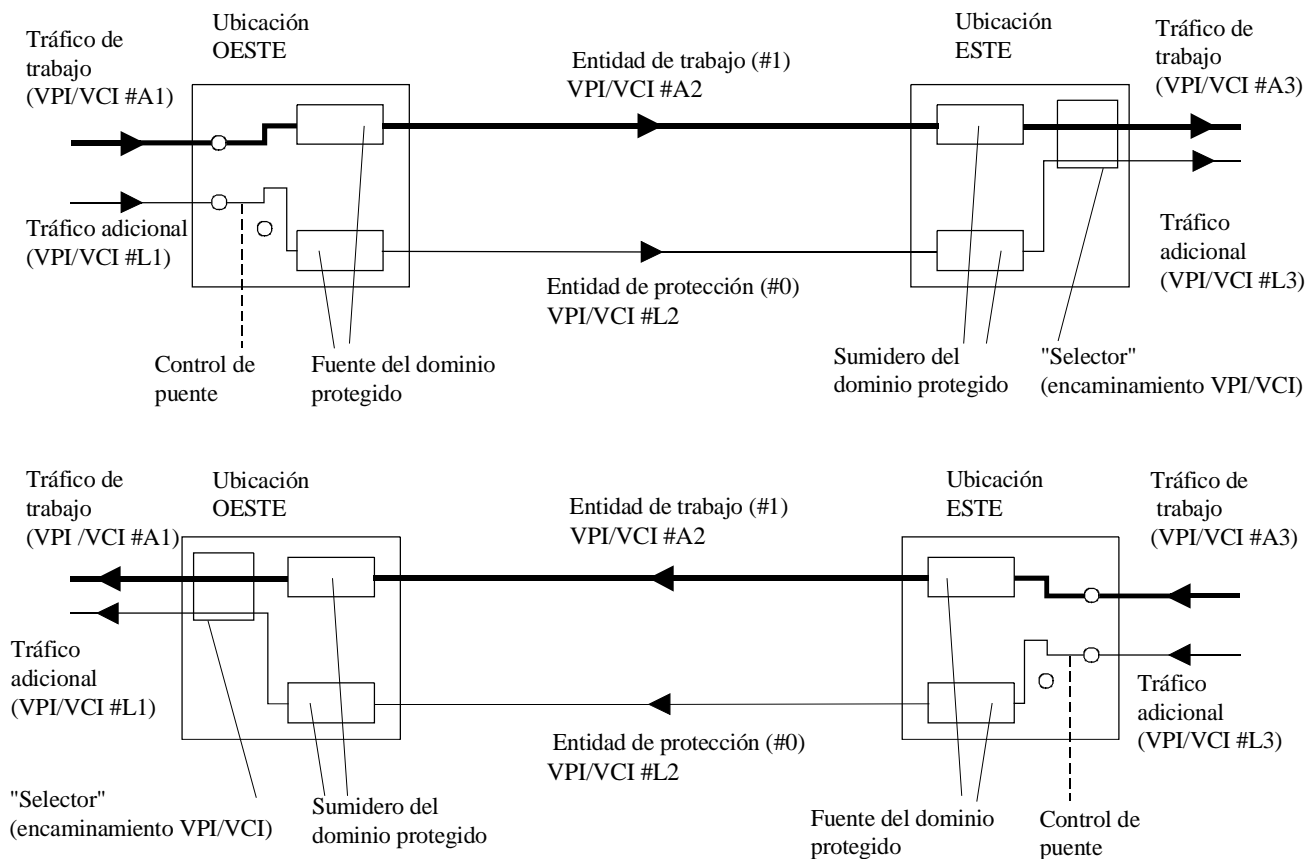 Tráfico de
trabajo
(VPI/VCI #A1)
Ubicación
OESTE
Entidad de trabajo (#1)
VPI/VCI #A2
Ubicación
ESTE
Tráfico de
trabajo
(VPI/VCI #A3)
Tráfico adicional
(VPI/VCI #L1)
Entidad de protección (#0)
VPI/VCI #L2
Tráfico
adicional
(VPI/VCI #L3)
Control de
puente
Fuente del dominio
protegido
Sumidero del
dominio protegido
"Selector"
(encaminamiento VPI/VCI)
Tráfico de
trabajo
(VPI /VCI #A1)
Ubicación
OESTE
Entidad de trabajo (#1)
VPI/VCI #A2
Ubicación
ESTE
Tráfico de
trabajo
(VPI/VCI #A3)
Tráfico
adicional
(VPI/VCI #L1)
Entidad de protección (#0)
VPI/VCI #L2
Tráfico
adicional
(VPI/VCI #L3)
"Selector"
(encaminamiento VPI/VCI)
Sumidero del
dominio protegido
Fuente del dominio
protegido
Control de
puente